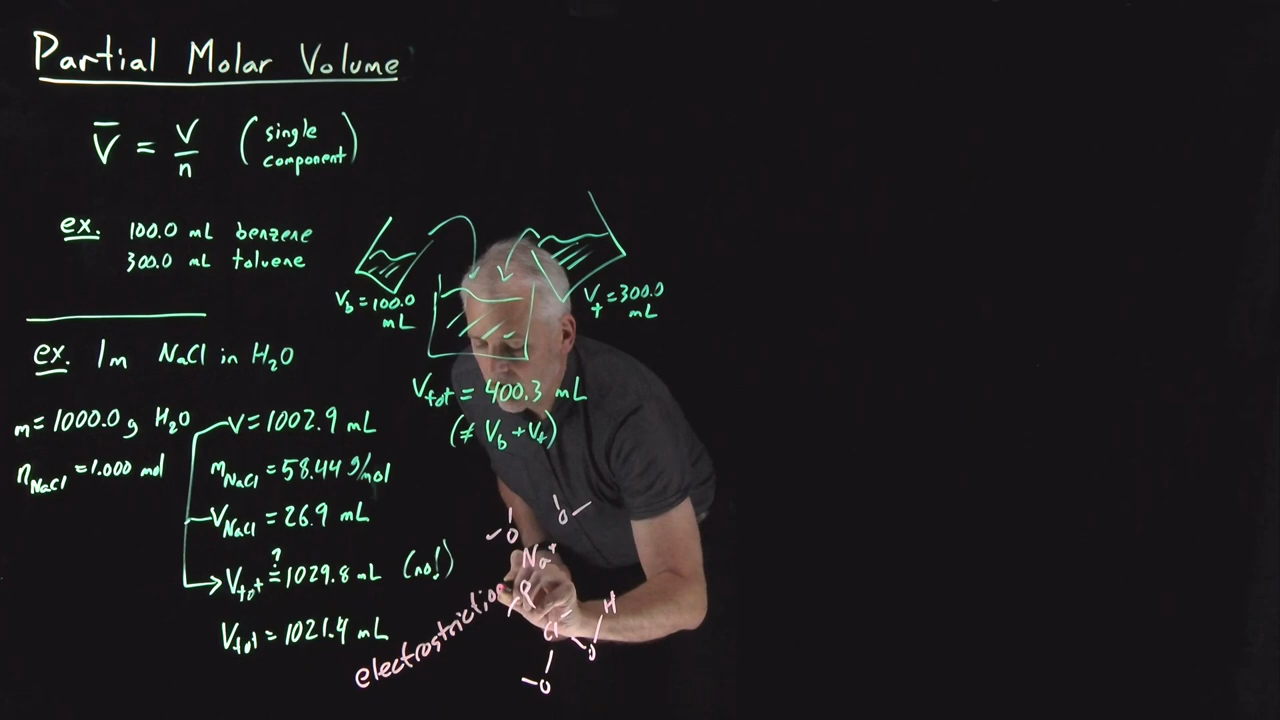 Partial Molar Volume
V̄ = V/n (single component)
ex. 100.0 mL benzene
300.0 mL toluene
V_b = 100.0 mL
V_t = 300.0 mL
V_tot = 400.3 mL
(≠ V_b + V_t)
ex. 1m NaCl in H₂O
m = 1000.0 g H₂O
V = 1002.9 mL
n_NaCl = 1.000 mol
m_NaCl = 58.44 g/mol
V_NaCl = 26.9 mL
V_tot ?= 1029.8 mL (no!)
V_tot = 1021.4 mL
electrostriction
O
O
Na⁺
O
Cl⁻
H
O
O